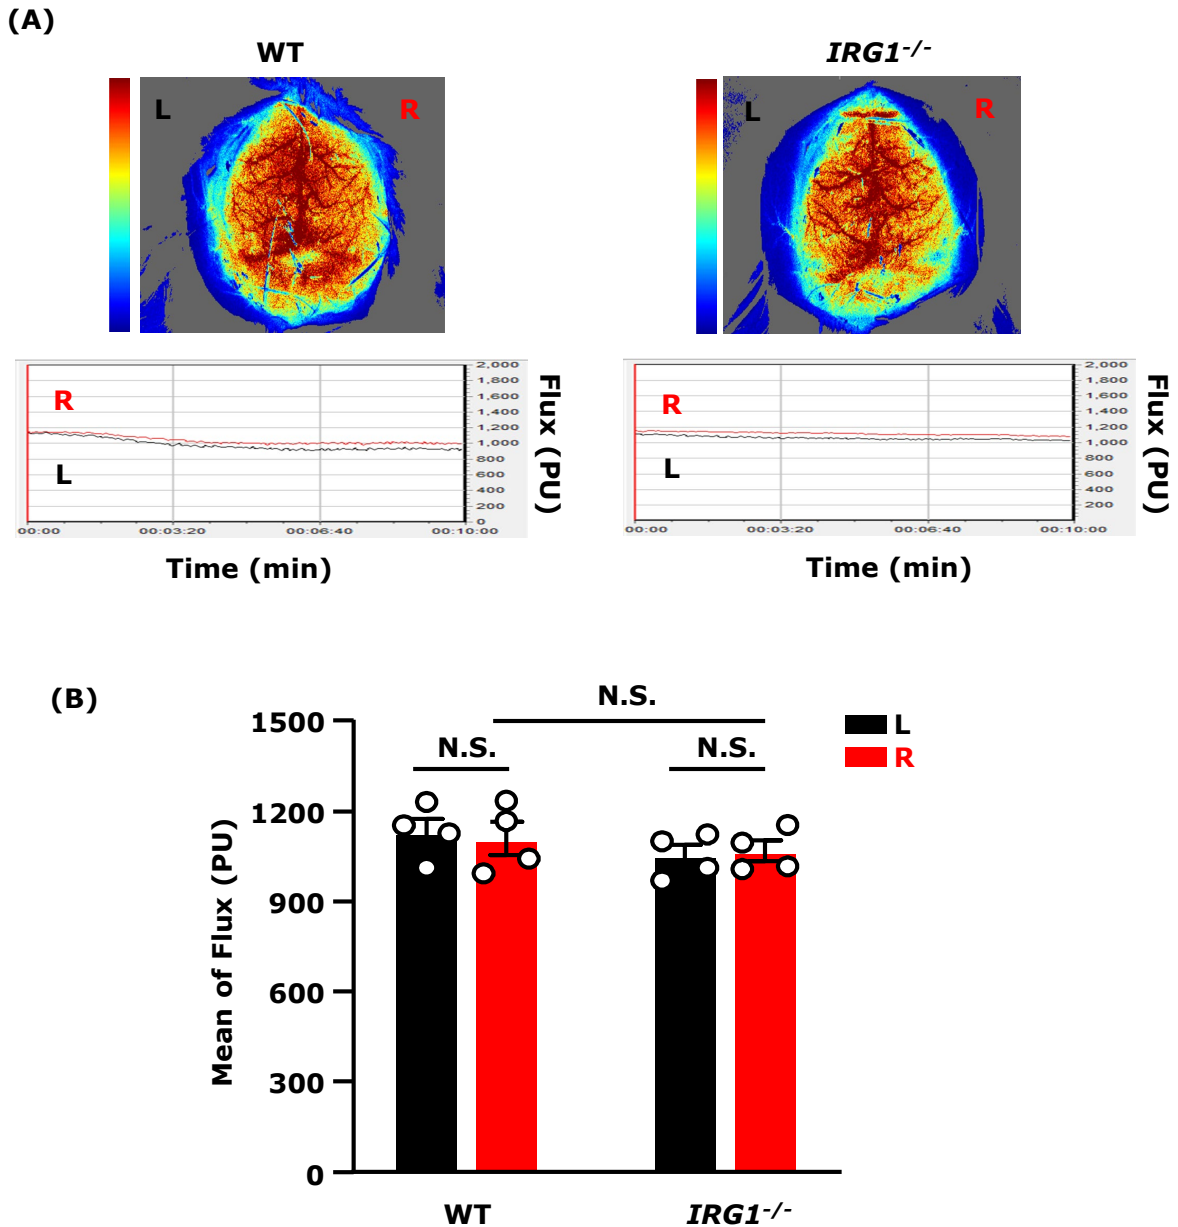 (A)
WT
IRG1-/-
L
R
L
R
2,000
1,800
1,600
1,400
1,200
1,000
800
600
400
200
0
R
L
00:00
00:03:20
00:06:40
00:10:00
Flux (PU)
Time (min)
2,000
1,800
1,600
1,400
1,200
1,000
800
600
400
200
R
L
00:00
00:03:20
00:06:40
00:10:00
Flux (PU)
Time (min)
(B)
N.S.
N.S.
N.S.
L
R
1500
1200
900
600
300
0
Mean of Flux (PU)
WT
IRG1-/-